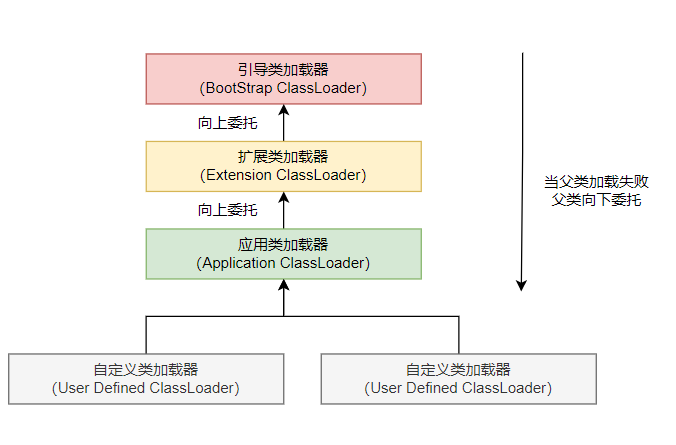 引导类加载器
(BootStrap ClassLoader)
向上委托
扩展类加载器
(Extension ClassLoader)
向上委托
应用类加载器
(Application ClassLoader)
当父类加载失败
父类向下委托
自定义类加载器
(User Defined ClassLoader)
自定义类加载器
(User Defined ClassLoader)